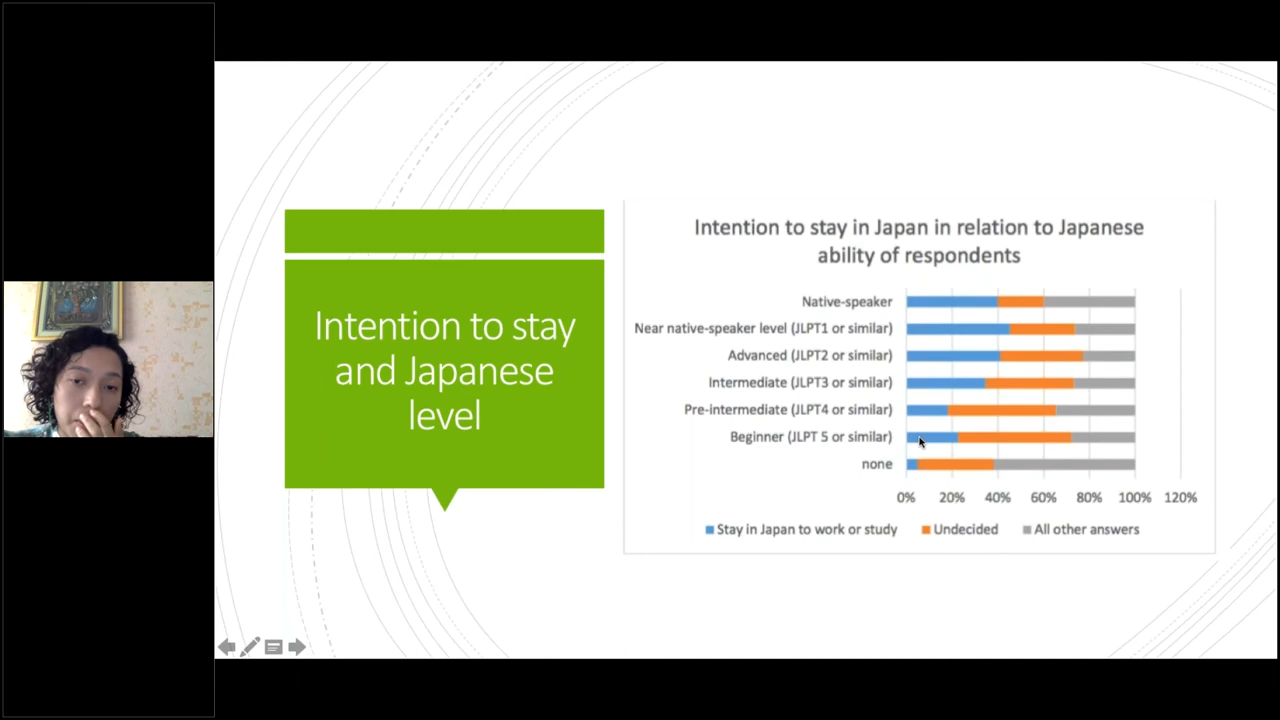 Intention to stay
and Japanese
level
Intention to stay in Japan in relation to Japanese
ability of respondents
Native-speaker
Near native-speaker level (JLPT1 or similar)
Advanced (JLPT2 or similar)
Intermediate (JLPT3 or similar)
Pre-intermediate (JLPT4 or similar)
Beginner (JLPT 5 or similar)
none
0% 20% 40% 60% 80% 100% 120%
Stay in Japan to work or study Undecided All other answers